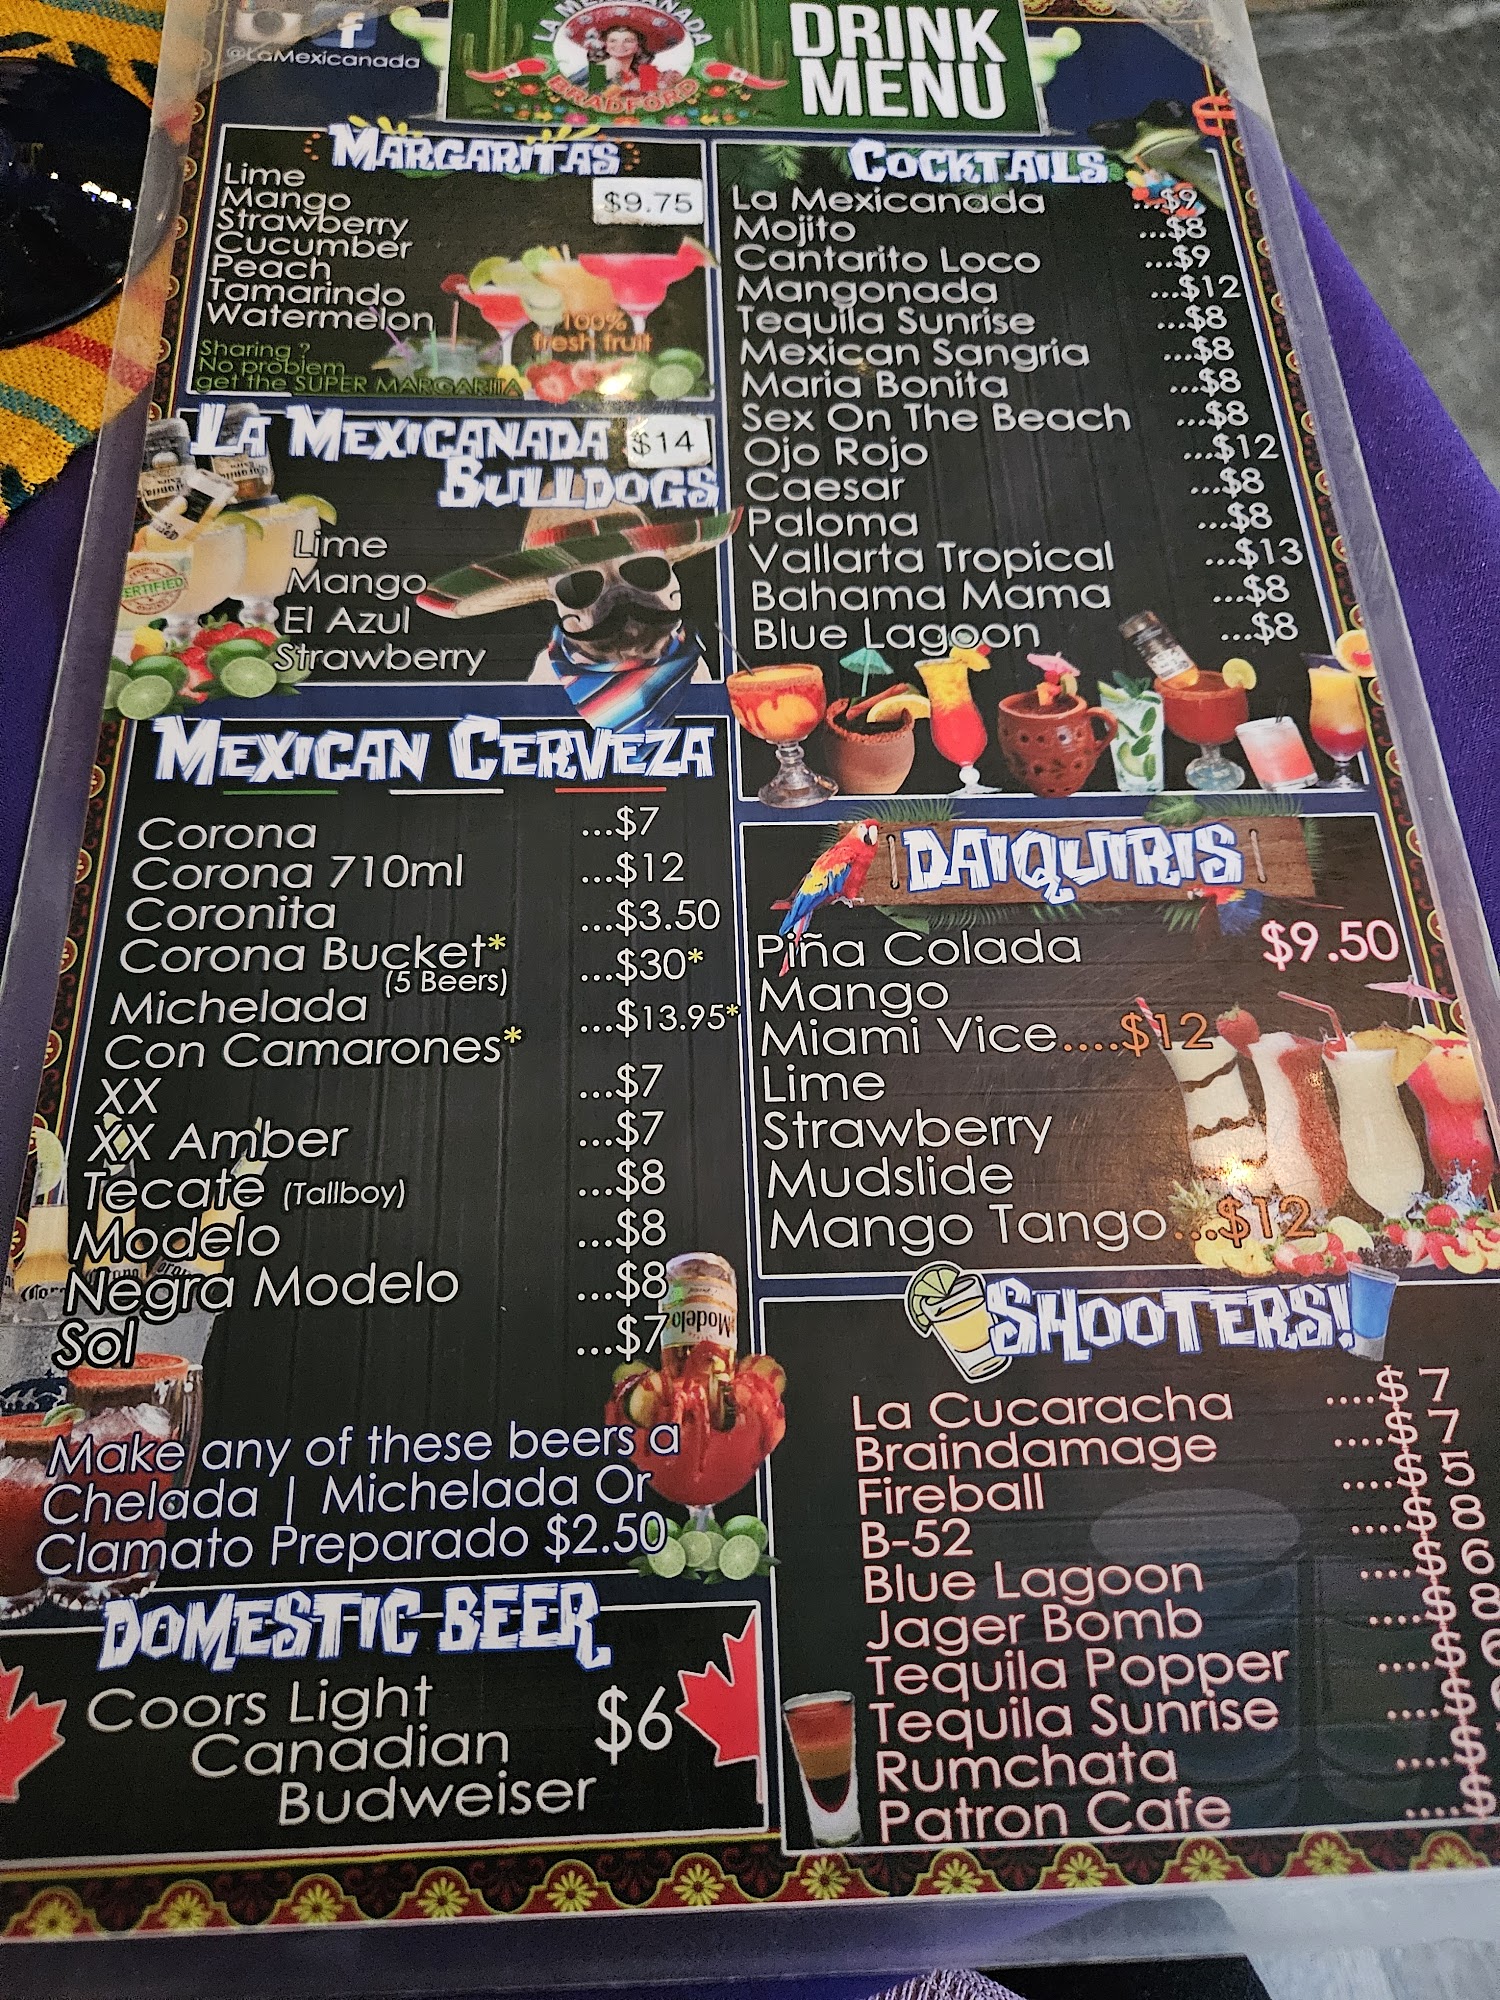 @LaMexicanada
LA MEXICANADA
BRADFORD
DRINK
MENU
MARGARITAS
$9.75
Lime
Mango
Strawberry
Cucumber
Peach
Tamarindo
Watermelon
100%
fresh fruit
Sharing ?
No problem
get the SUPER MARGARITA
LA MEXICANADA $14
BULLDOGS
Lime
Mango
El Azul
Strawberry
CERTIFIED
MEXICAN CERVEZA
Corona ...$7
Corona 710ml ...$12
Coronita ...$3.50
Corona Bucket* ...$30*
(5 Beers)
Michelada ...$13.95*
Con Camarones*
XX ...$7
XX Amber ...$7
Tecate (Tallboy) ...$8
Modelo ...$8
Negra Modelo ...$8
Sol ...$7
Modelo
Make any of these beers a
Chelada | Michelada Or
Clamato Preparado $2.50
DOMESTIC BEER
Coors Light
Canadian
Budweiser
$6
COCKTAILS
La Mexicanada ...$9
Mojito ...$8
Cantarito Loco ...$9
Mangonada ...$12
Tequila Sunrise ...$8
Mexican Sangria ...$8
Maria Bonita ...$8
Sex On The Beach ...$8
Ojo Rojo ...$12
Caesar ...$8
Paloma ...$8
Vallarta Tropical ...$13
Bahama Mama ...$8
Blue Lagoon ...$8
DAIQUIRIS
Piña Colada $9.50
Mango
Miami Vice....$12
Lime
Strawberry
Mudslide
Mango Tango...$12
SHOOTERS!
La Cucaracha ....$ 7
Braindamage ....$ 7
Fireball ....$ 5
B-52 ....$ 8
Blue Lagoon ....$ 6
Jager Bomb ....$ 8
Tequila Popper ....$
Tequila Sunrise ....$
Rumchata ....$
Patron Cafe ....$